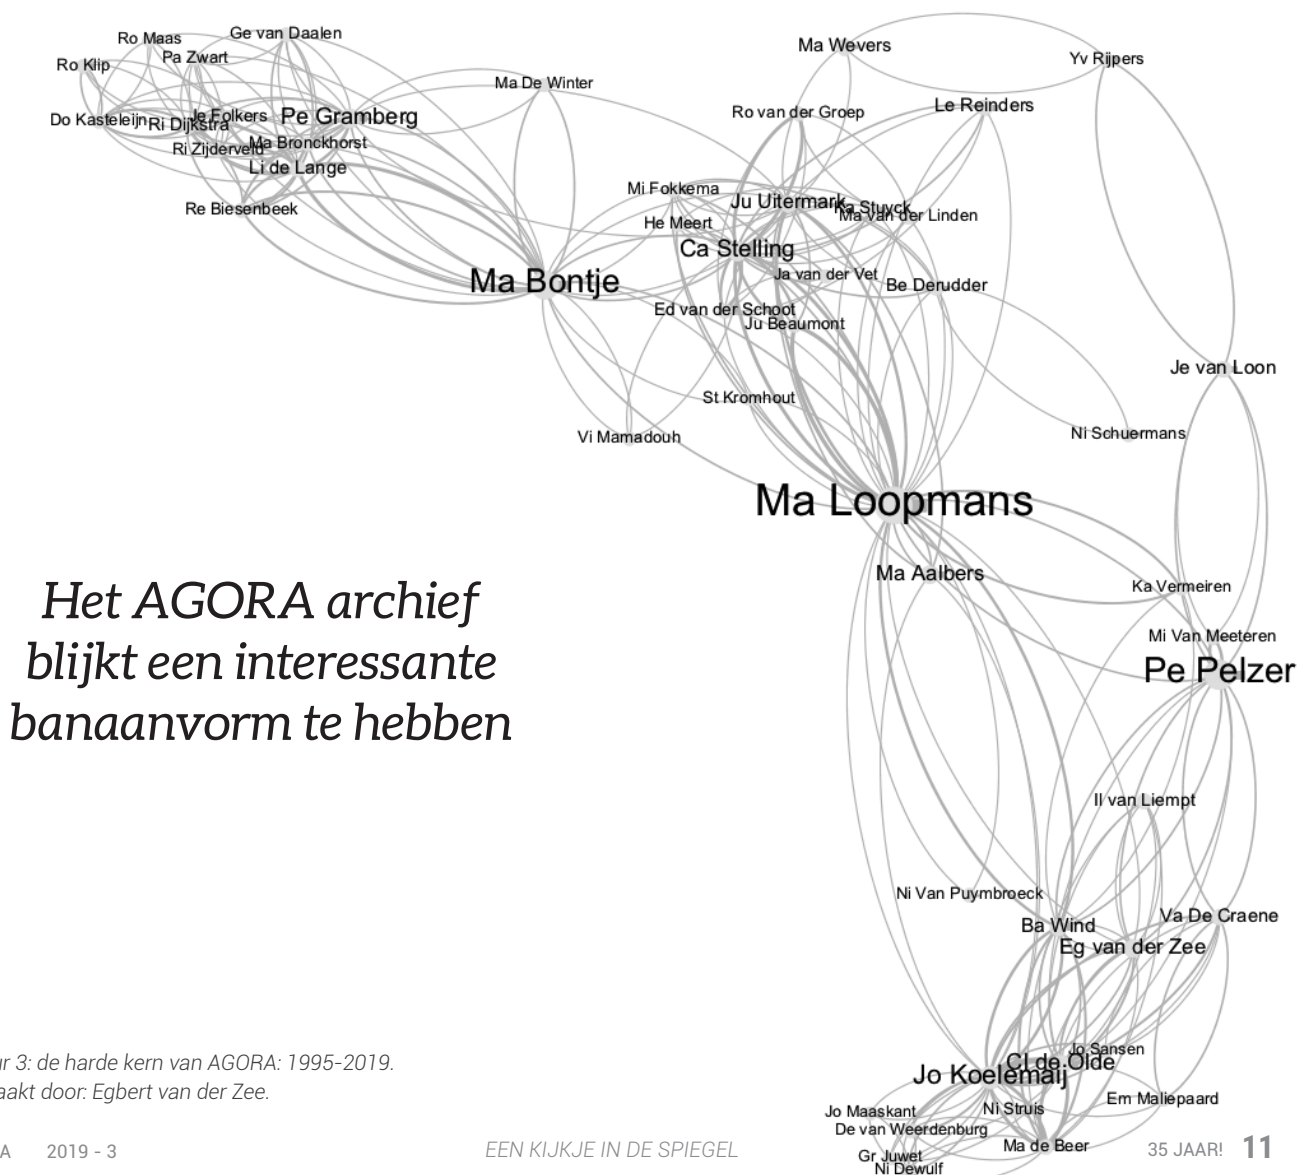 Ro Maas
Ge van Daalen
Pa Zwart
Ro Klip
Do Kasteleijn
Ri Dijkstra
Je Folkers
Pe Gramberg
Ri Zijderveld
Ma Bronckhorst
Li de Lange
Re Biesenbeek
Ma De Winter
Ma Bontje
Ma Wevers
Yv Rijpers
Ro van der Groep
Le Reinders
Mi Fokkema
Ju Uitermark
Ka Stuyck
Ma van der Linden
He Meert
Ca Stelling
Ja van der Vet
Be Derudder
Ed van der Schoot
Ju Beaumont
Je van Loon
St Kromhout
Vi Mamadouh
Ni Schuermans
Ma Loopmans
Ma Aalbers
Ka Vermeiren
Mi Van Meeteren
Pe Pelzer
Het AGORA archief
blijkt een interessante
banaanvorm te hebben
Il van Liempt
Ni Van Puymbroeck
Ba Wind
Va De Craene
Eg van der Zee
Jo Sansen
Cl de Olde
Jo Koelemaij
Em Maliepaard
Jo Maaskant
Ni Struis
De van Weerdenburg
Ma de Beer
Gr Juwet
Ni Dewulf
r 3: de harde kern van AGORA: 1995-2019.
aakt door: Egbert van der Zee.
A 2019 - 3
EEN KIJKJE IN DE SPIEGEL
35 JAAR! 11